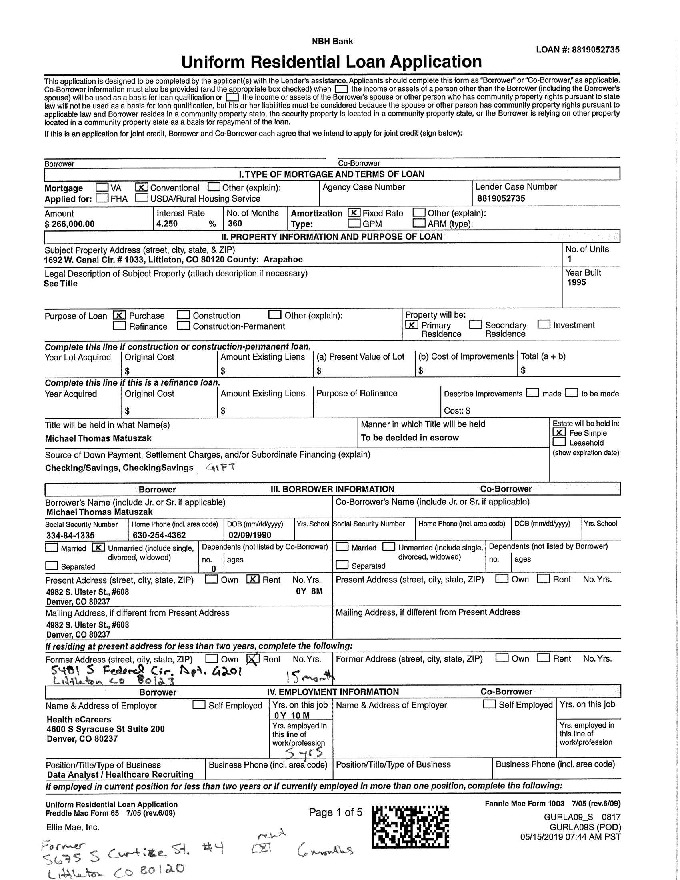 NBH Bank
LOAN #: 8819052735
Uniform Residential Loan Application
This application is designed to be completed by the applicant(s) with the Lender's assistance. Applicants should complete this form as "Borrower" or "Co-Borrower," as applicable.
Co-Borrower information must also be provided (and the appropriate box checked) when the income or assets of a person other than the Borrower (including the Borrower's
spouse) will be used as a basis for loan qualification or the income or assets of the Borrower's spouse or other person who has community property rights pursuant to state
law will not be used as a basis for loan qualification, but his or her liabilities must be considered because the spouse or other person has community property rights pursuant to
applicable law and Borrower resides in a community property state, the security property is located in a community property state, or the Borrower is relying on other property
located in a community property state as a basis for repayment of the loan.
If this is an application for joint credit, Borrower and Co-Borrower each agree that we intend to apply for joint credit (sign below):
Borrower Co-Borrower
I. TYPE OF MORTGAGE AND TERMS OF LOAN
Mortgage VA X Conventional Other (explain): Agency Case Number Lender Case Number
Applied for: FHA USDA/Rural Housing Service 8819052735
Amount Interest Rate No. of Months Amortization X Fixed Rate Other (explain):
$ 266,000.00 4.250 % 360 Type: GPM ARM (type):
II. PROPERTY INFORMATION AND PURPOSE OF LOAN
Subject Property Address (street, city, state, & ZIP) No. of Units
1692 W. Canal Cir. # 1033, Littleton, CO 80120 County: Arapahoe 1
Legal Description of Subject Property (attach description if necessary) Year Built
See Title 1995
Purpose of Loan X Purchase Construction Other (explain): Property will be:
Refinance Construction-Permanent X Primary Residence Secondary Residence Investment
Complete this line if construction or construction-permanent loan.
Year Lot Acquired Original Cost Amount Existing Liens (a) Present Value of Lot (b) Cost of Improvements Total (a + b)
$ $ $ $ $
Complete this line if this is a refinance loan.
Year Acquired Original Cost Amount Existing Liens Purpose of Refinance Describe Improvements made to be made
$ $ Cost: $
Title will be held in what Name(s) Manner in which Title will be held Estate will be held in:
Michael Thomas Matuszak To be decided in escrow X Fee Simple
Leasehold
Source of Down Payment, Settlement Charges, and/or Subordinate Financing (explain) (show expiration date)
Checking/Savings, CheckingSavings GIFT
Borrower III. BORROWER INFORMATION Co-Borrower
Borrower's Name (include Jr. or Sr. if applicable) Co-Borrower's Name (include Jr. or Sr. if applicable)
Michael Thomas Matuszak
Social Security Number Home Phone (incl. area code) DOB (mm/dd/yyyy) Yrs. School Social Security Number Home Phone (incl. area code) DOB (mm/dd/yyyy) Yrs. School
334-84-1335 630-254-4362 02/09/1990
Married X Unmarried (include single, divorced, widowed) Dependents (not listed by Co-Borrower) Married Unmarried (include single, divorced, widowed) Dependents (not listed by Borrower)
Separated no. ages Separated no. ages
0
Present Address (street, city, state, ZIP) Own X Rent No. Yrs. Present Address (street, city, state, ZIP) Own Rent No. Yrs.
4982 S. Ulster St., #608 0Y 8M
Denver, CO 80237
Mailing Address, if different from Present Address Mailing Address, if different from Present Address
4982 S. Ulster St., #608
Denver, CO 80237
If residing at present address for less than two years, complete the following:
Former Address (street, city, state, ZIP) Own X Rent No. Yrs. Former Address (street, city, state, ZIP) Own Rent No. Yrs.
5401 S Federal Cir. Apt. G201
Littleton CO 80123 15 month
Borrower IV. EMPLOYMENT INFORMATION Co-Borrower
Name & Address of Employer Self Employed Yrs. on this job Name & Address of Employer Self Employed Yrs. on this job
0Y 10M
Health eCareers Yrs. employed in this line of work/profession Yrs. employed in this line of work/profession
4600 S Syracuse St Suite 200
Denver, CO 80237
5 yrs
Position/Title/Type of Business Business Phone (incl. area code) Position/Title/Type of Business Business Phone (incl. area code)
Data Analyst / Healthcare Recruiting
If employed in current position for less than two years or if currently employed in more than one position, complete the following:
Uniform Residential Loan Application Fannie Mae Form 1003 7/05 (rev.6/09)
Freddie Mac Form 65 7/05 (rev.6/09) Page 1 of 5 GURLA09_S 0817
Ellie Mae, Inc. GURLA09S (POD)
05/15/2019 07:44 AM PST
Former rent
5675 S Curtice St. #4 X 6 months
Littleton CO 80120